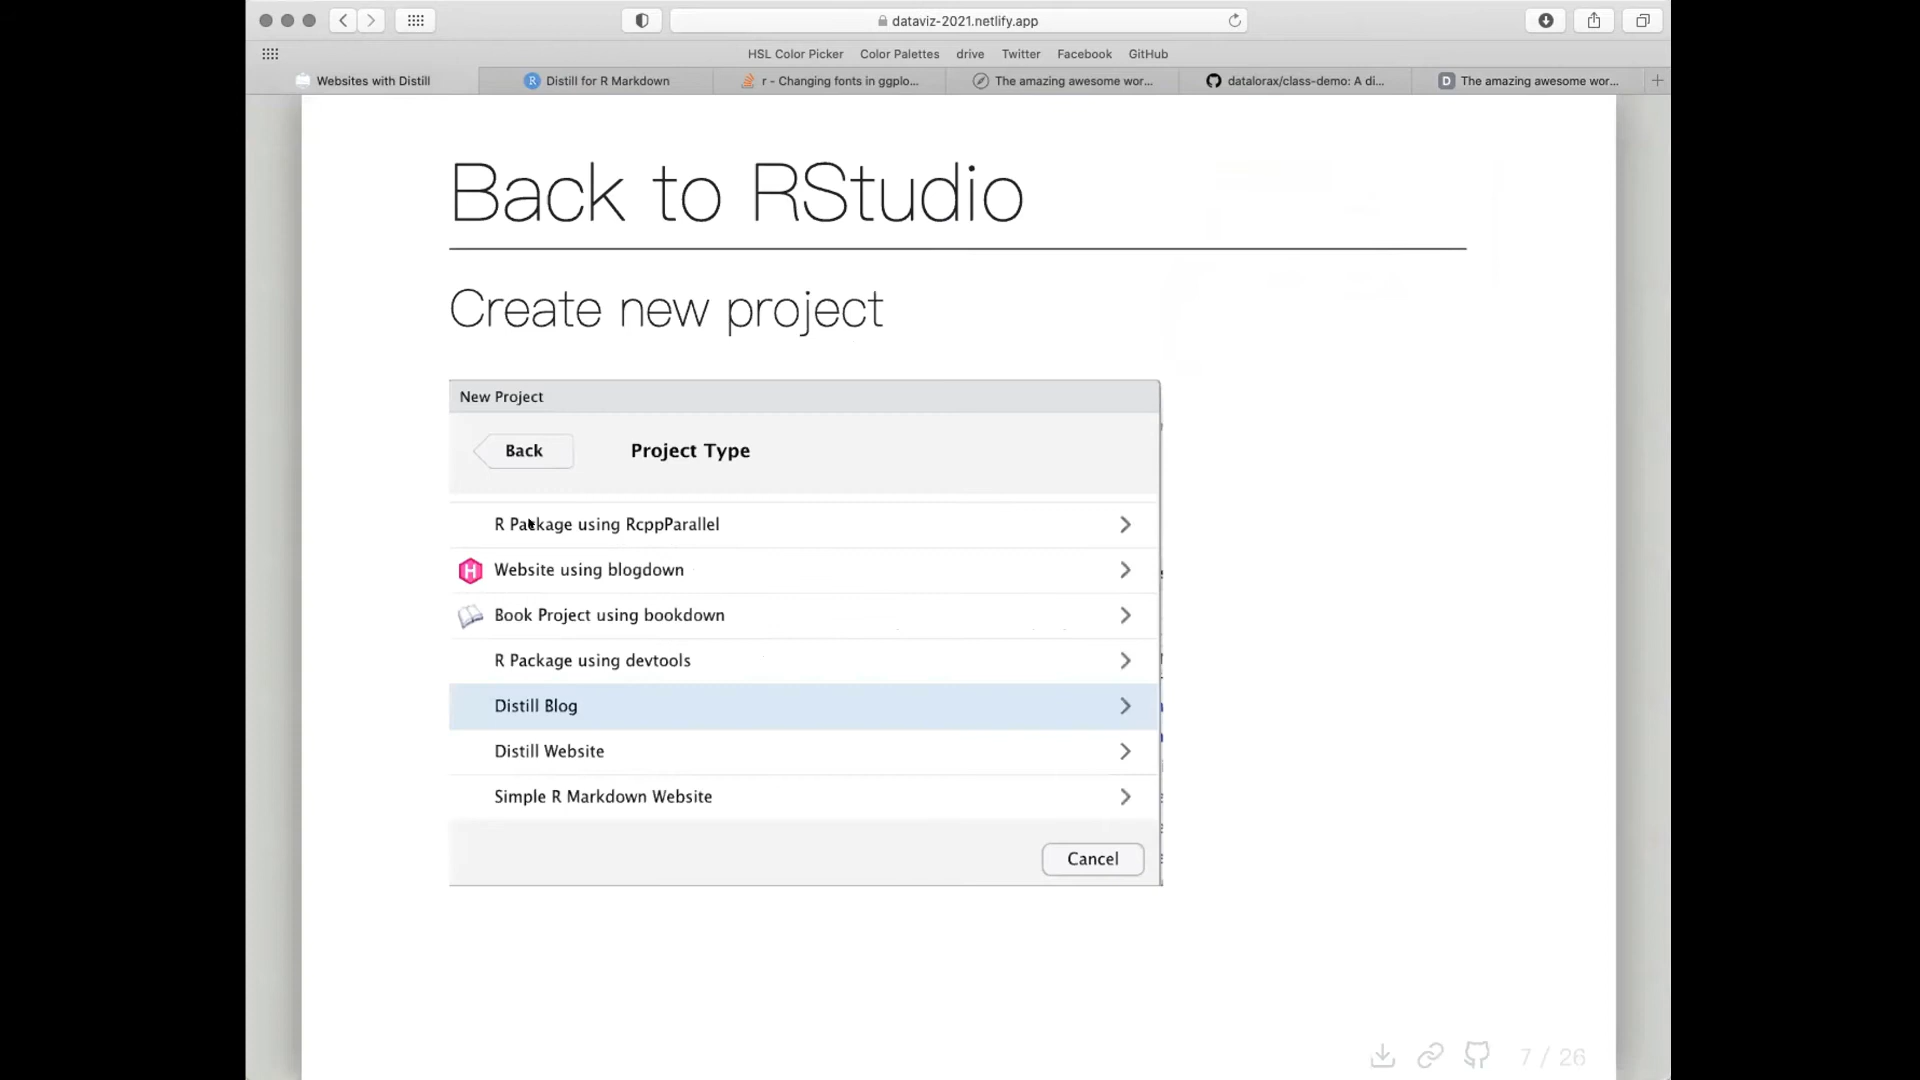 dataviz-2021.netlify.app
HSL Color Picker Color Palettes drive Twitter Facebook GitHub
Websites with Distill
Distill for R Markdown
r - Changing fonts in ggplo...
The amazing awesome wor...
datalorax/class-demo: A di...
The amazing awesome wor...
Back to RStudio
Create new project
New Project
Back
Project Type
R Package using RcppParallel
Website using blogdown
Book Project using bookdown
R Package using devtools
Distill Blog
Distill Website
Simple R Markdown Website
Cancel
7 / 26